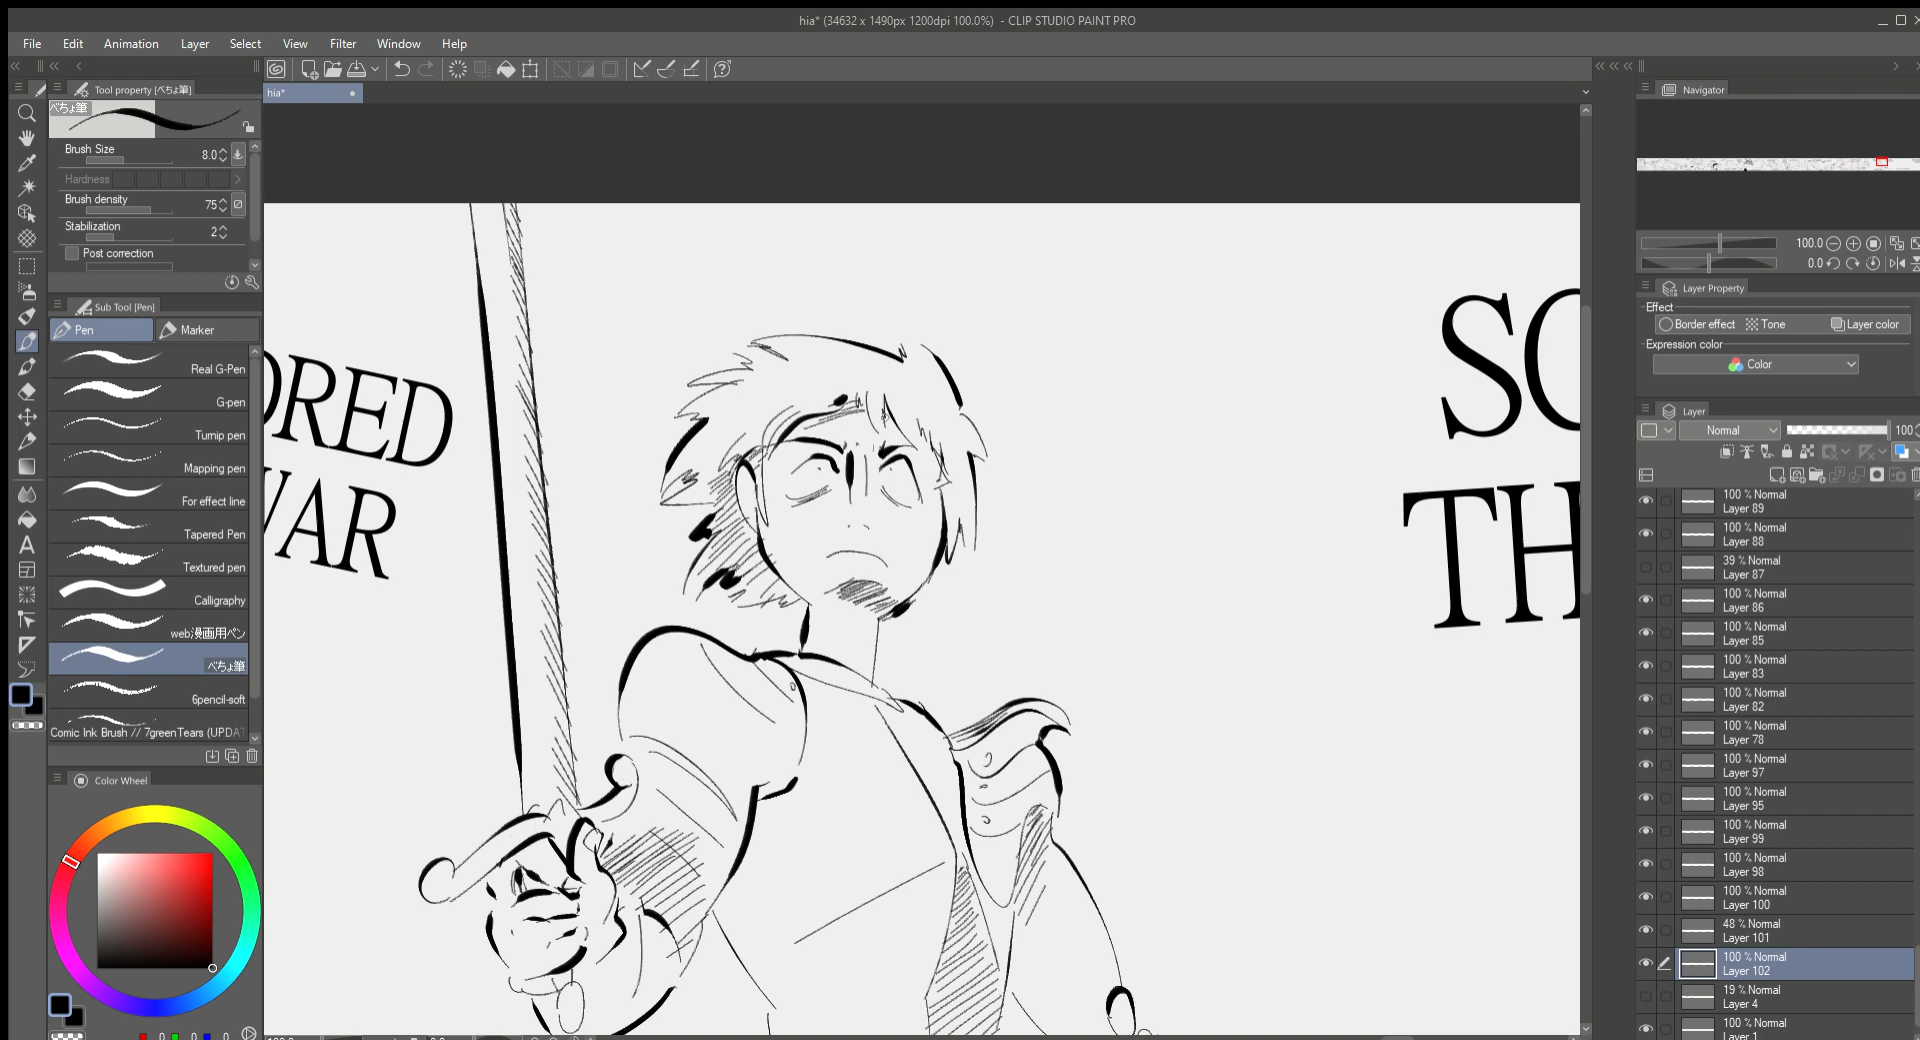 hia* (34632 x 1490px 1200dpi 100.0%) - CLIP STUDIO PAINT PRO
File Edit Animation Layer Select View Filter Window Help
Tool property [べちょ筆]
べちょ筆
Brush Size 8.0
Hardness
Brush density 75
Stabilization 2
Post correction
Sub Tool [Pen]
Pen Marker
Real G-Pen
G-pen
Turnip pen
Mapping pen
For effect line
Tapered Pen
Textured pen
Calligraphy
web漫画用ペン
べちょ筆
6pencil-soft
Comic Ink Brush // 7greenTears (UPDAT
Color Wheel
0 0 0
hia*
ORED
WAR
SO
TH
Navigator
100.0
0.0
Layer Property
Effect
Border effect Tone Layer color
Expression color
Color
Layer
Normal 100
100 % Normal
Layer 89
100 % Normal
Layer 88
39 % Normal
Layer 87
100 % Normal
Layer 86
100 % Normal
Layer 85
100 % Normal
Layer 83
100 % Normal
Layer 82
100 % Normal
Layer 78
100 % Normal
Layer 97
100 % Normal
Layer 95
100 % Normal
Layer 99
100 % Normal
Layer 98
100 % Normal
Layer 100
48 % Normal
Layer 101
100 % Normal
Layer 102
19 % Normal
Layer 4
100 % Normal
Layer 1